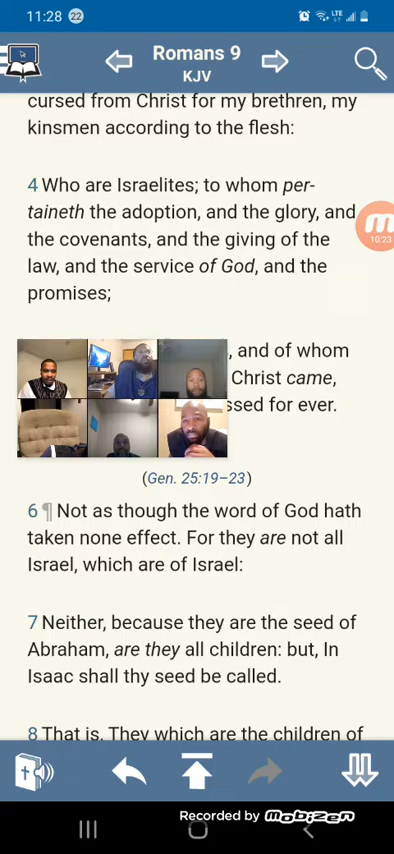 11:28 22 LTE
Romans 9
KJV
cursed from Christ for my brethren, my
kinsmen according to the flesh:
4 Who are Israelites; to whom per-
taineth the adoption, and the glory, and
the covenants, and the giving of the
law, and the service of God, and the
promises;
, and of whom
Christ came,
ssed for ever.
(Gen. 25:19–23)
6 ¶ Not as though the word of God hath
taken none effect. For they are not all
Israel, which are of Israel:
7 Neither, because they are the seed of
Abraham, are they all children: but, In
Isaac shall thy seed be called.
8 That is, They which are the children of
10:23
Recorded by mobizen